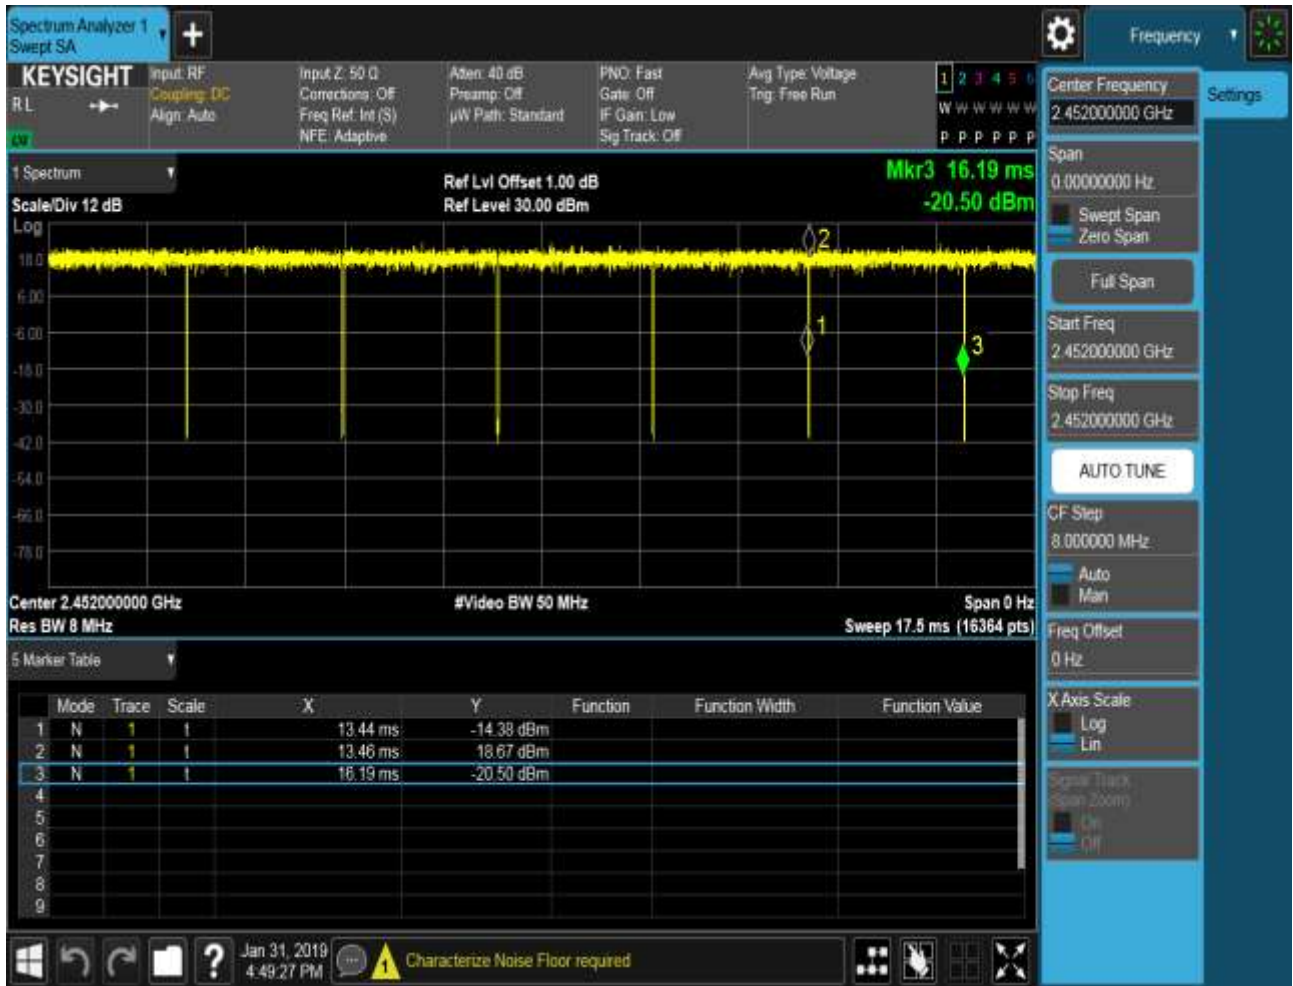 Spectrum Analyzer 1
Swept SA
Frequency
KEYSIGHT
Input: RF
Input Z: 50 Ω
Atten: 40 dB
PNO: Fast
Avg Type: Voltage
1 2 3 4 5 6
R L
Coupling: DC
Corrections: Off
Preamp: Off
Gate: Off
Trig: Free Run
Align: Auto
Freq Ref: Int (S)
µW Path: Standard
IF Gain: Low
W W W W W W
NFE: Adaptive
Sig Track: Off
P P P P P P
1 Spectrum
Scale/Div 12 dB
Ref Lvl Offset 1.00 dB
Ref Level 30.00 dBm
Mkr3 16.19 ms
-20.50 dBm
Log
18.0
6.00
-6.00
-18.0
-30.0
-42.0
-54.0
-66.0
-78.0
2
1
3
Center 2.452000000 GHz
#Video BW 50 MHz
Span 0 Hz
Res BW 8 MHz
Sweep 17.5 ms (16364 pts)
5 Marker Table
Mode Trace Scale X Y Function Function Width Function Value
1 N 1 t 13.44 ms -14.38 dBm
2 N 1 t 13.46 ms 18.67 dBm
3 N 1 t 16.19 ms -20.50 dBm
4
5
6
7
8
9
Jan 31, 2019
4:49:27 PM
1
Characterize Noise Floor required
Center Frequency
2.452000000 GHz
Settings
Span
0.00000000 Hz
Swept Span
Zero Span
Full Span
Start Freq
2.452000000 GHz
Stop Freq
2.452000000 GHz
AUTO TUNE
CF Step
8.000000 MHz
Auto
Man
Freq Offset
0 Hz
X Axis Scale
Log
Lin
Signal Track
(Span Zoom)
On
Off